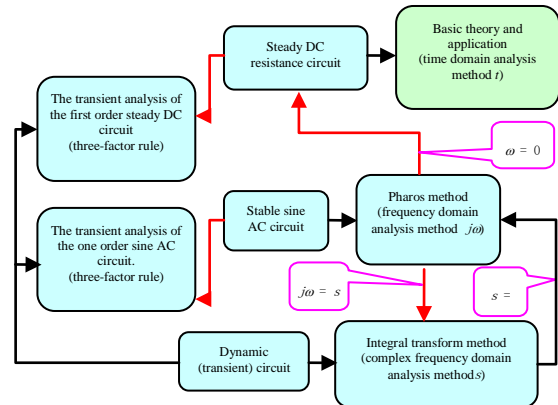 Steady DC
resistance circuit
Basic theory and
application
(time domain analysis
method t)
The transient analysis of
the first order steady DC
circuit
(three-factor rule)
ω = 0
Stable sine
AC circuit
Pharos method
(frequency domain
analysis method jω)
The transient analysis of
the one order sine AC
circuit.
(three-factor rule)
jω = s
s =
Dynamic
(transient) circuit
Integral transform method
(complex frequency domain
analysis methods)